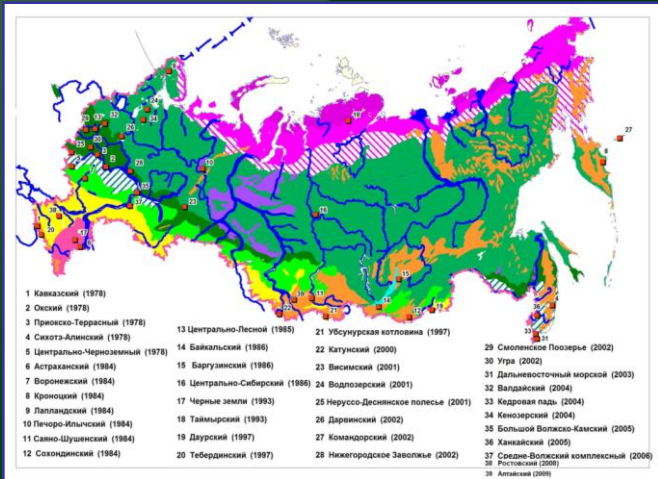 1 Кавказский (1978)
2 Окский (1978)
3 Приокско-Террасный (1978)
4 Сихотэ-Алинский (1978)
5 Центрально-Черноземный (1978)
6 Астраханский (1984)
7 Воронежский (1984)
8 Кроноцкий (1984)
9 Лапландский (1984)
10 Печоро-Илычский (1984)
11 Саяно-Шушенский (1984)
12 Сохондинский (1984)
13 Центрально-Лесной (1985)
14 Байкальский (1986)
15 Баргузинский (1986)
16 Центрально-Сибирский (1986)
17 Черные земли (1993)
18 Таймырский (1993)
19 Даурский (1997)
20 Тебердинский (1997)
21 Убсунурская котловина (1997)
22 Катунский (2000)
23 Висимский (2001)
24 Водлозерский (2001)
25 Неруссо-Деснянское полесье (2001)
26 Дарвинский (2002)
27 Командорский (2002)
28 Нижегородское Заволжье (2002)
29 Смоленское Поозерье (2002)
30 Угра (2002)
31 Дальневосточный морской (2003)
32 Валдайский (2004)
33 Кедровая падь (2004)
34 Кенозерский (2004)
35 Большой Волжско-Камский (2005)
36 Ханкайский (2005)
37 Средне-Волжский комплексный (2006)
38 Ростовский (2008)
39 Алтайский (2009)